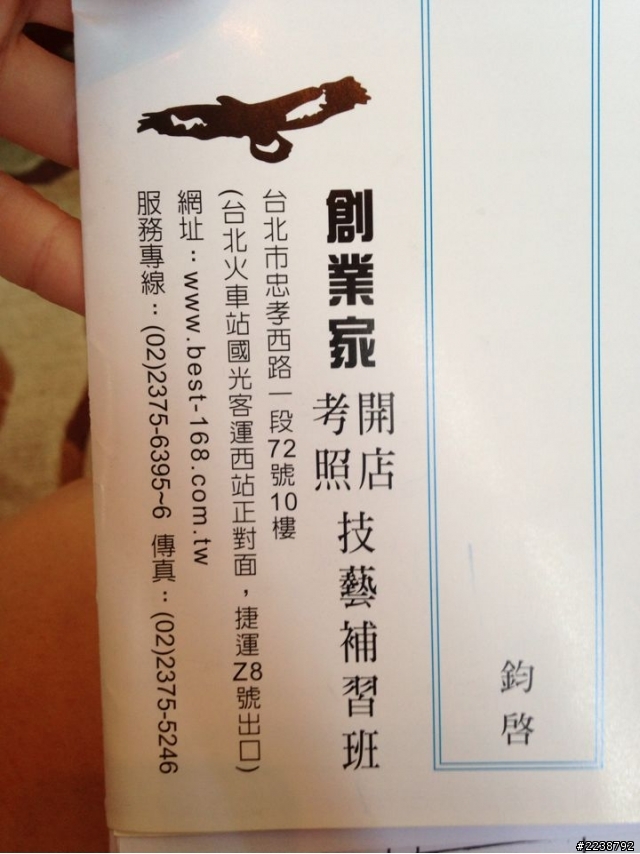 鈞啓
創業家 開店考照 技藝補習班
台北市忠孝西路一段72號10樓
(台北火車站國光客運西站正對面，捷運Z8號出口)
網址：www.best-168.com.tw
服務專線：(02)2375-6395~6 傳真：(02)2375-5246
#2238792